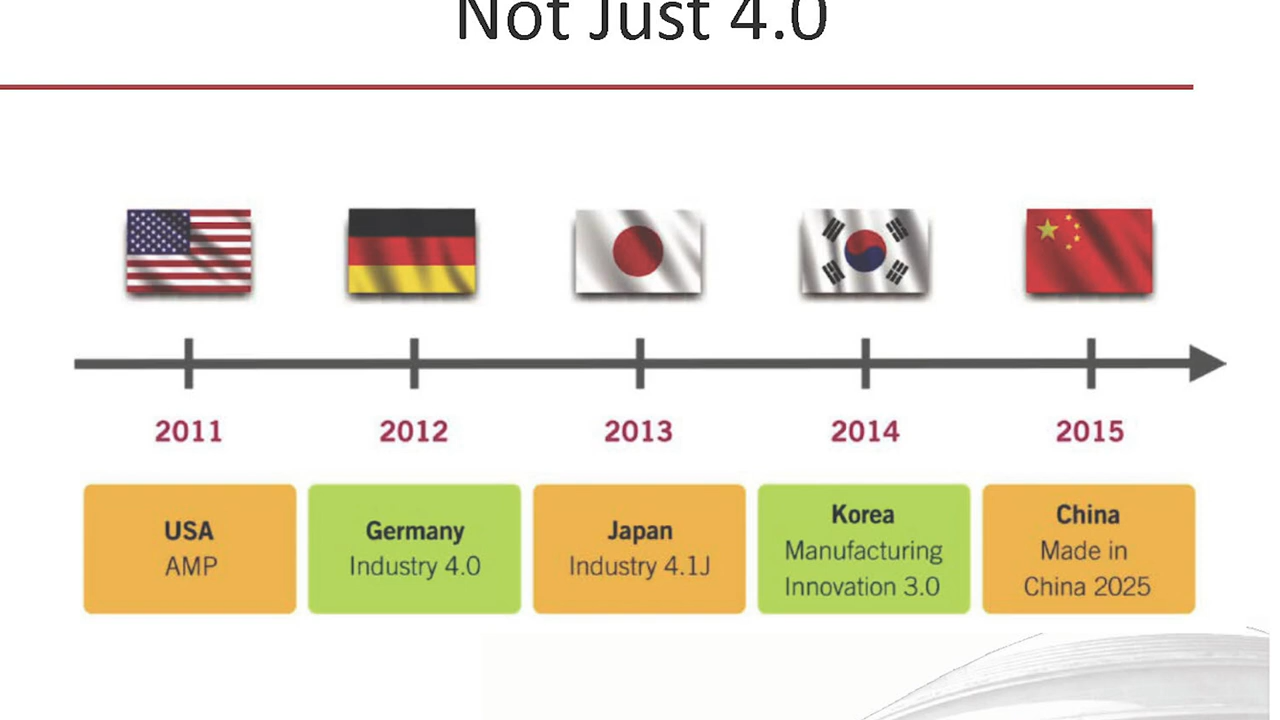 Not Just 4.0
2011
2012
2013
2014
2015
USA
AMP
Germany
Industry 4.0
Japan
Industry 4.1J
Korea
Manufacturing
Innovation 3.0
China
Made in
China 2025